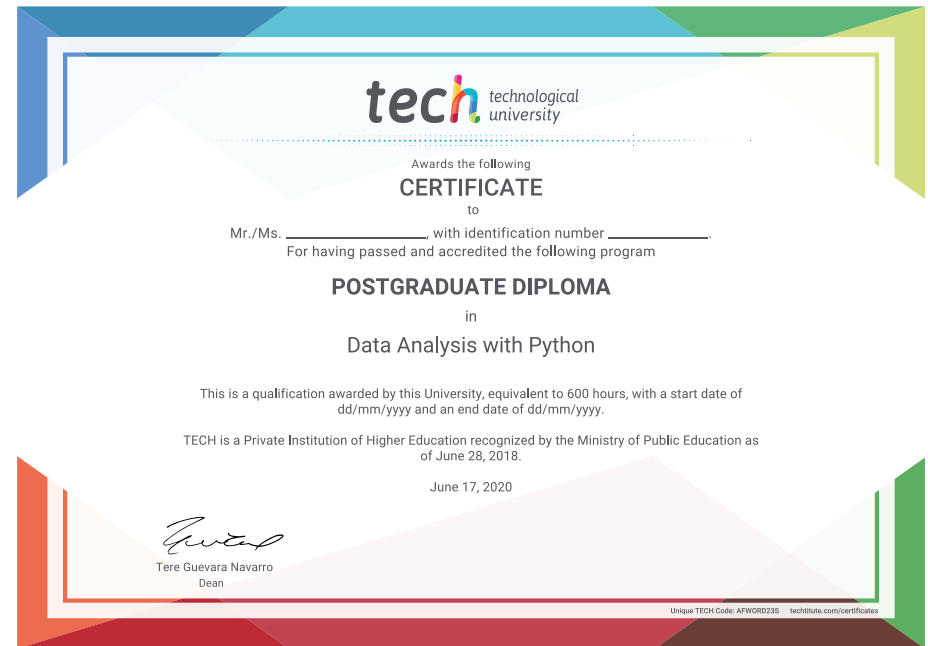 tech technological
university
Awards the following
CERTIFICATE
to
Mr./Ms. ____________, with identification number ____________.
For having passed and accredited the following program
POSTGRADUATE DIPLOMA
in
Data Analysis with Python
This is a qualification awarded by this University, equivalent to 600 hours, with a start date of
dd/mm/yyyy and an end date of dd/mm/yyyy.
TECH is a Private Institution of Higher Education recognized by the Ministry of Public Education as
of June 28, 2018.
June 17, 2020
Tere Guevara Navarro
Dean
Unique TECH Code: AFWORD23S techtitute.com/certificates